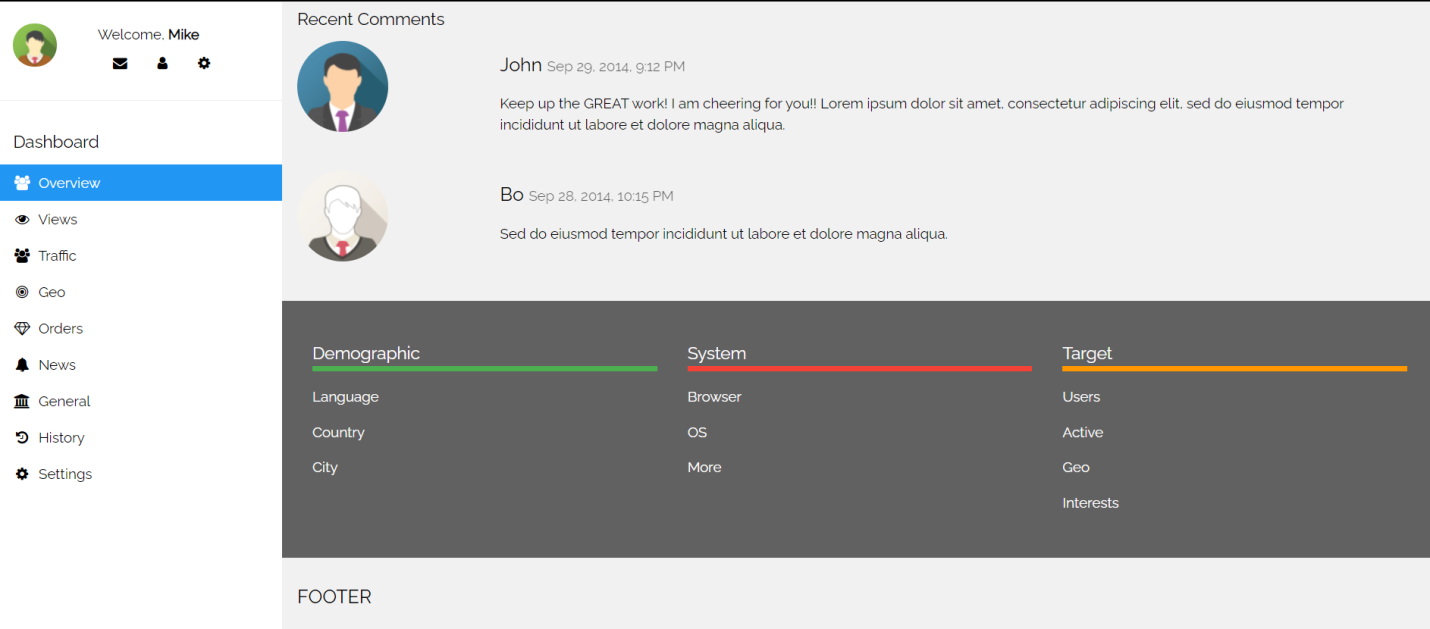 Welcome, Mike
Dashboard
Overview
Views
Traffic
Geo
Orders
News
General
History
Settings
Recent Comments
John Sep 29, 2014, 9:12 PM
Keep up the GREAT work! I am cheering for you!! Lorem ipsum dolor sit amet, consectetur adipiscing elit, sed do eiusmod tempor
incididunt ut labore et dolore magna aliqua.
Bo Sep 28, 2014, 10:15 PM
Sed do eiusmod tempor incididunt ut labore et dolore magna aliqua.
Demographic
Language
Country
City
System
Browser
OS
More
Target
Users
Active
Geo
Interests
FOOTER